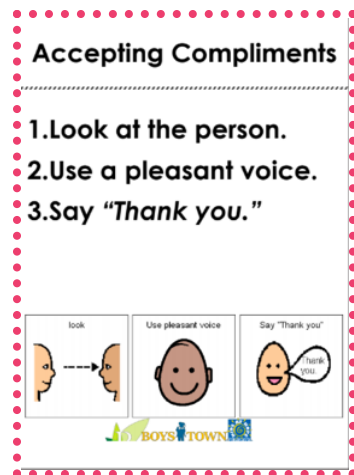 Accepting Compliments
1.Look at the person.
2.Use a pleasant voice.
3.Say “Thank you.”
look
Use pleasant voice
Say "Thank you"
Thank
you.
BOYS TOWN